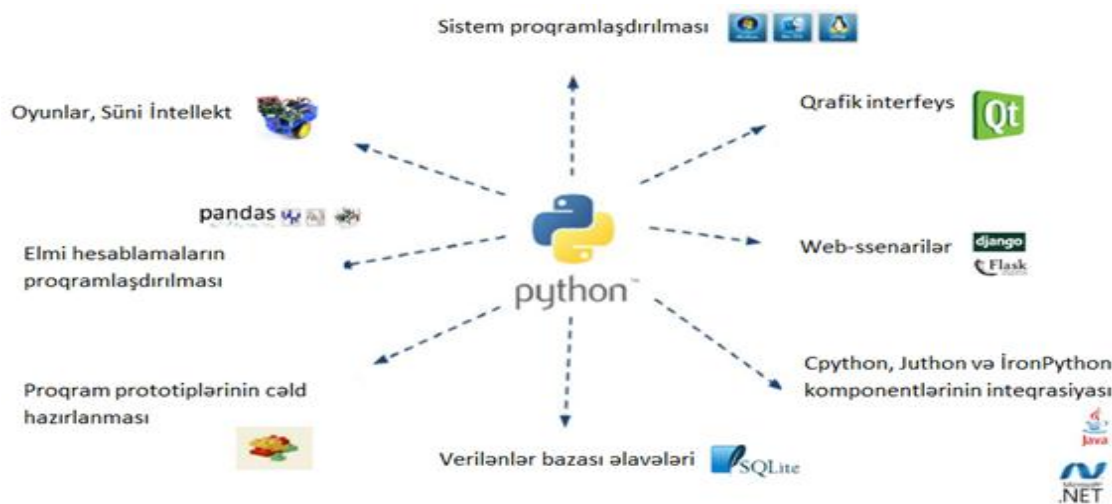 Sistem proqramlaşdırılması
Oyunlar, Süni İntellekt
Qrafik interfeys
Qt
pandas
Elmi hesablamaların
proqramlaşdırılması
Web-ssenarilər
django
Flask
python
Cpython, Juthon və İronPython
komponentlərinin inteqrasiyası
Java
Proqram prototiplərinin cəld
hazırlanması
Verilənlər bazası əlavələri
SQLite
Microsoft
.NET